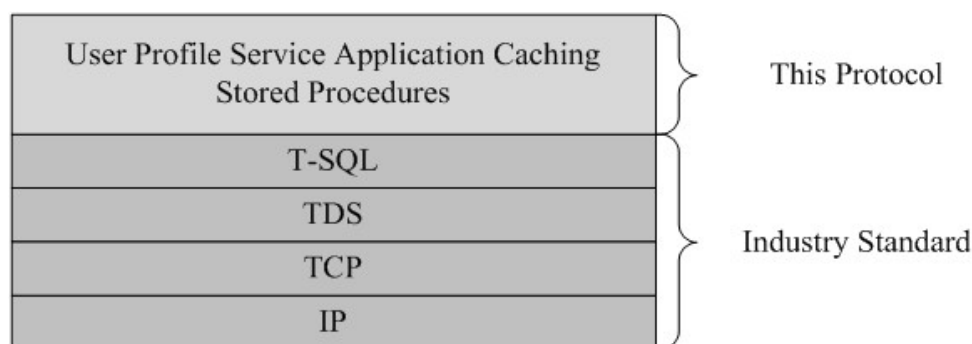 User Profile Service Application Caching
Stored Procedures
This Protocol
T-SQL
TDS
TCP
IP
Industry Standard